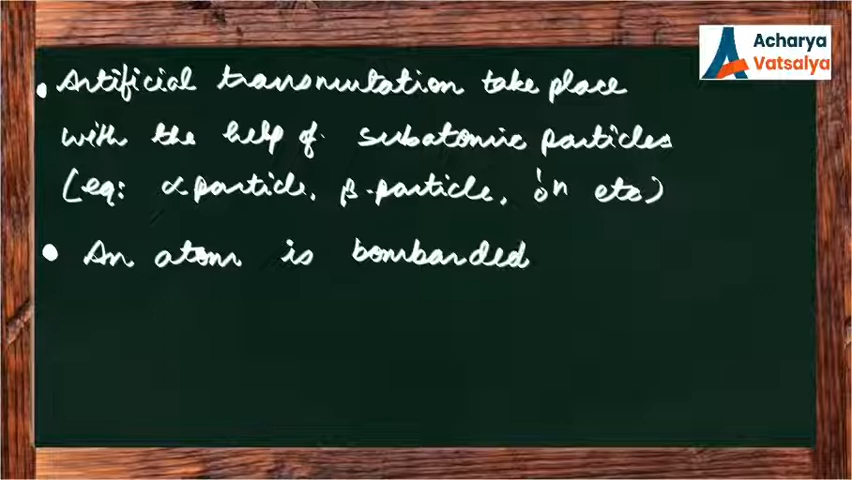 Acharya
Vatsalya
• Artificial transmutation take place
with the help of subatomic particles
(eg: α particle, β-particle, ¹₀n etc)
• An atom is bombarded